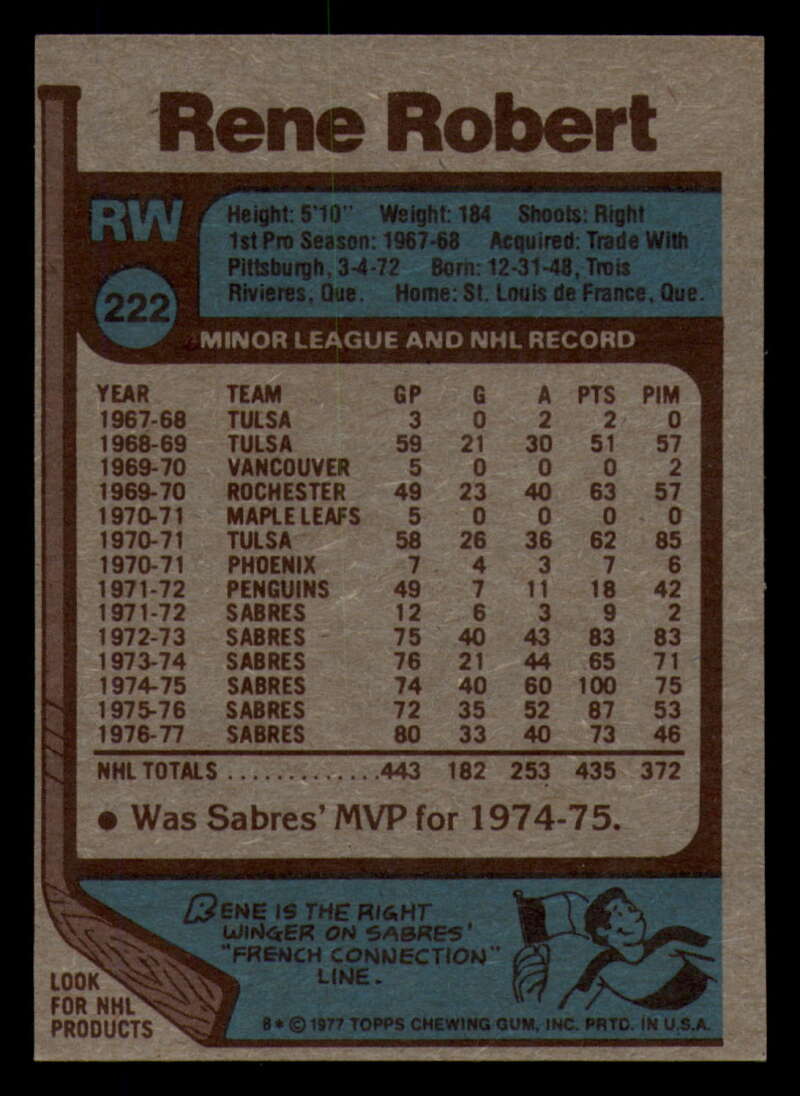 Rene Robert
RW
222
Height: 5'10" Weight: 184 Shoots: Right
1st Pro Season: 1967-68 Acquired: Trade With
Pittsburgh, 3-4-72 Born: 12-31-48, Trois
Rivieres, Que. Home: St. Louis de France, Que.
MINOR LEAGUE AND NHL RECORD
YEAR TEAM GP G A PTS PIM
1967-68 TULSA 3 0 2 2 0
1968-69 TULSA 59 21 30 51 57
1969-70 VANCOUVER 5 0 0 0 2
1969-70 ROCHESTER 49 23 40 63 57
1970-71 MAPLE LEAFS 5 0 0 0 0
1970-71 TULSA 58 26 36 62 85
1970-71 PHOENIX 7 4 3 7 6
1971-72 PENGUINS 49 7 11 18 42
1971-72 SABRES 12 6 3 9 2
1972-73 SABRES 75 40 43 83 83
1973-74 SABRES 76 21 44 65 71
1974-75 SABRES 74 40 60 100 75
1975-76 SABRES 72 35 52 87 53
1976-77 SABRES 80 33 40 73 46
NHL TOTALS .............443 182 253 435 372
● Was Sabres' MVP for 1974-75.
RENE IS THE RIGHT
WINGER ON SABRES'
"FRENCH CONNECTION"
LINE.
LOOK
FOR NHL
PRODUCTS
B* © 1977 TOPPS CHEWING GUM, INC. PRTD. IN U.S.A.